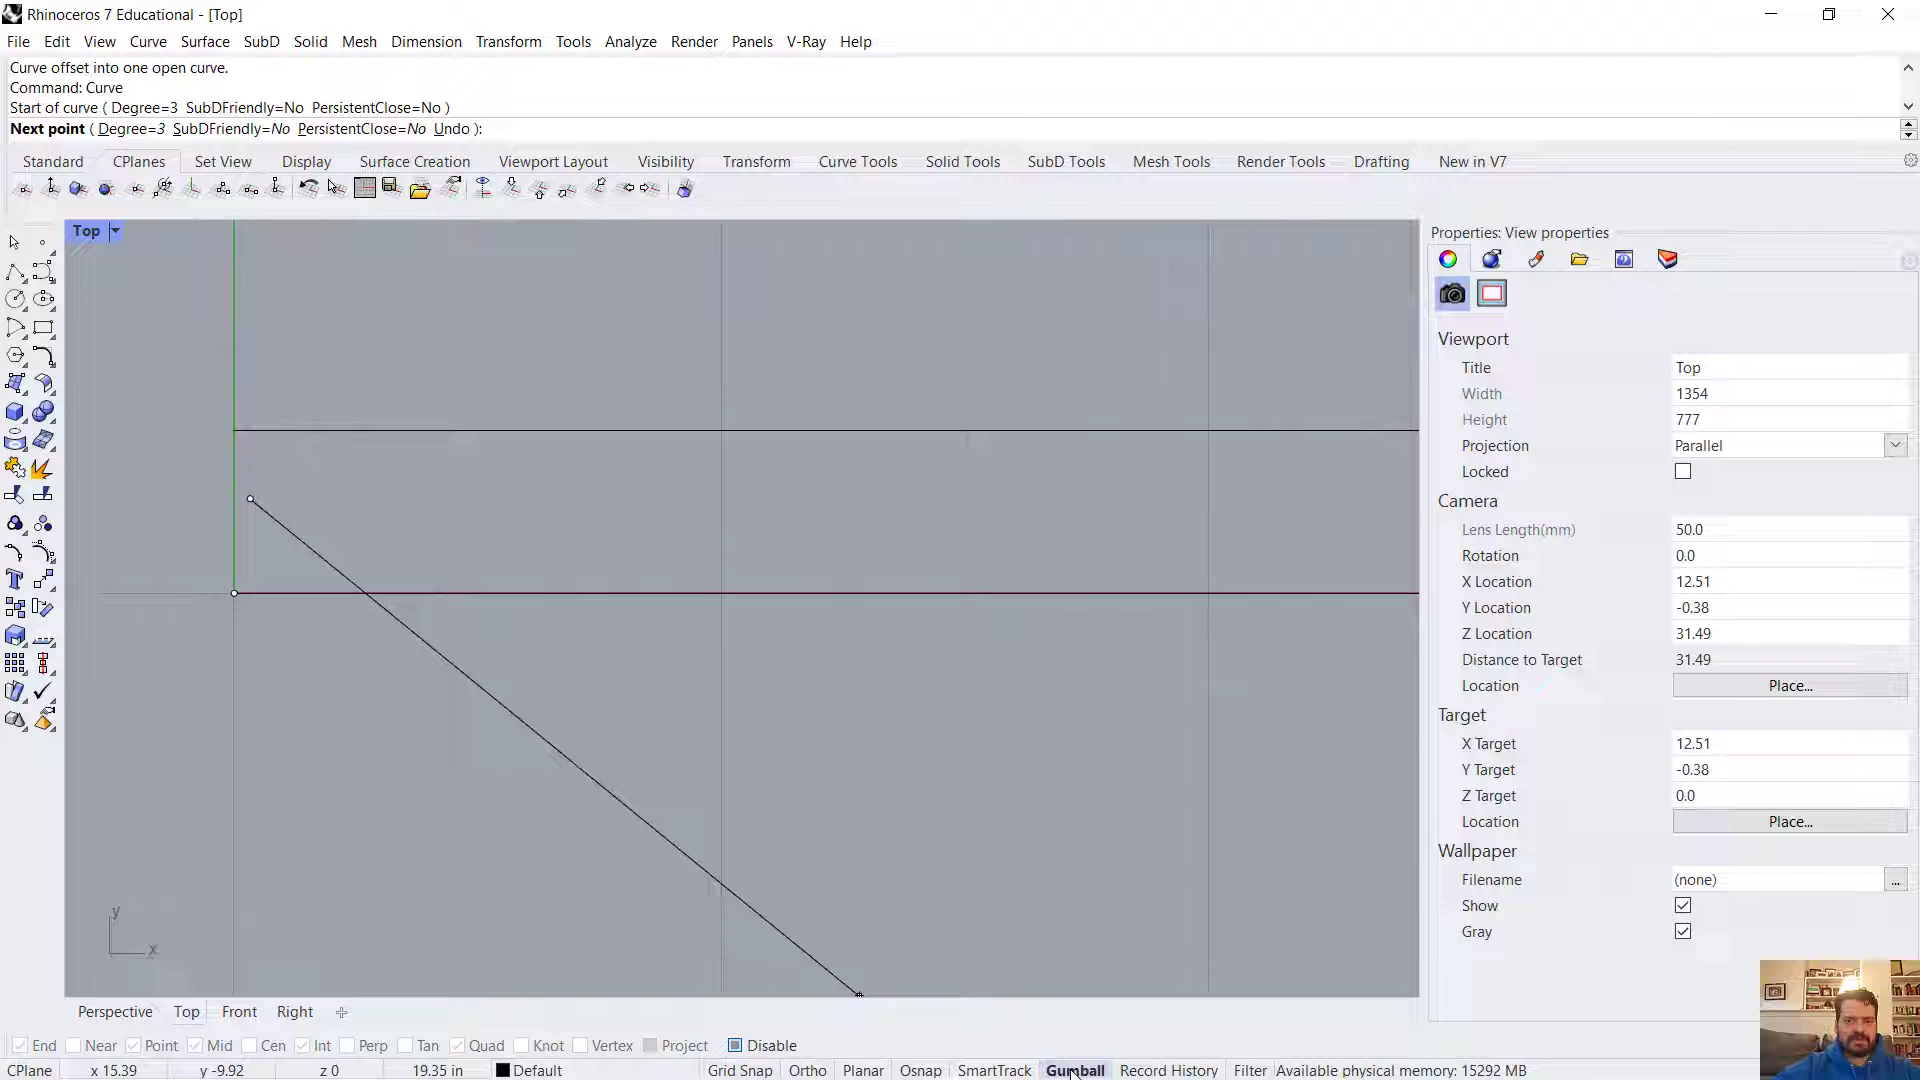 Rhinoceros 7 Educational - [Top]
File Edit View Curve Surface SubD Solid Mesh Dimension Transform Tools Analyze Render Panels V-Ray Help
Curve offset into one open curve.
Command: Curve
Start of curve ( Degree=3 SubDFriendly=No PersistentClose=No )
Next point ( Degree=3 SubDFriendly=No PersistentClose=No Undo ):
Standard CPlanes Set View Display Surface Creation Viewport Layout Visibility Transform Curve Tools Solid Tools SubD Tools Mesh Tools Render Tools Drafting New in V7
Top
Properties: View properties
Viewport
Title Top
Width 1354
Height 777
Projection Parallel
Locked
Camera
Lens Length(mm) 50.0
Rotation 0.0
X Location 12.51
Y Location -0.38
Z Location 31.49
Distance to Target 31.49
Location Place...
Target
X Target 12.51
Y Target -0.38
Z Target 0.0
Location Place...
Wallpaper
Filename (none) ...
Show
Gray
y
x
Perspective Top Front Right
End Near Point Mid Cen Int Perp Tan Quad Knot Vertex Project Disable
CPlane x 15.39 y -9.92 z 0 19.35 in Default Grid Snap Ortho Planar Osnap SmartTrack Gumball Record History Filter Available physical memory: 15292 MB